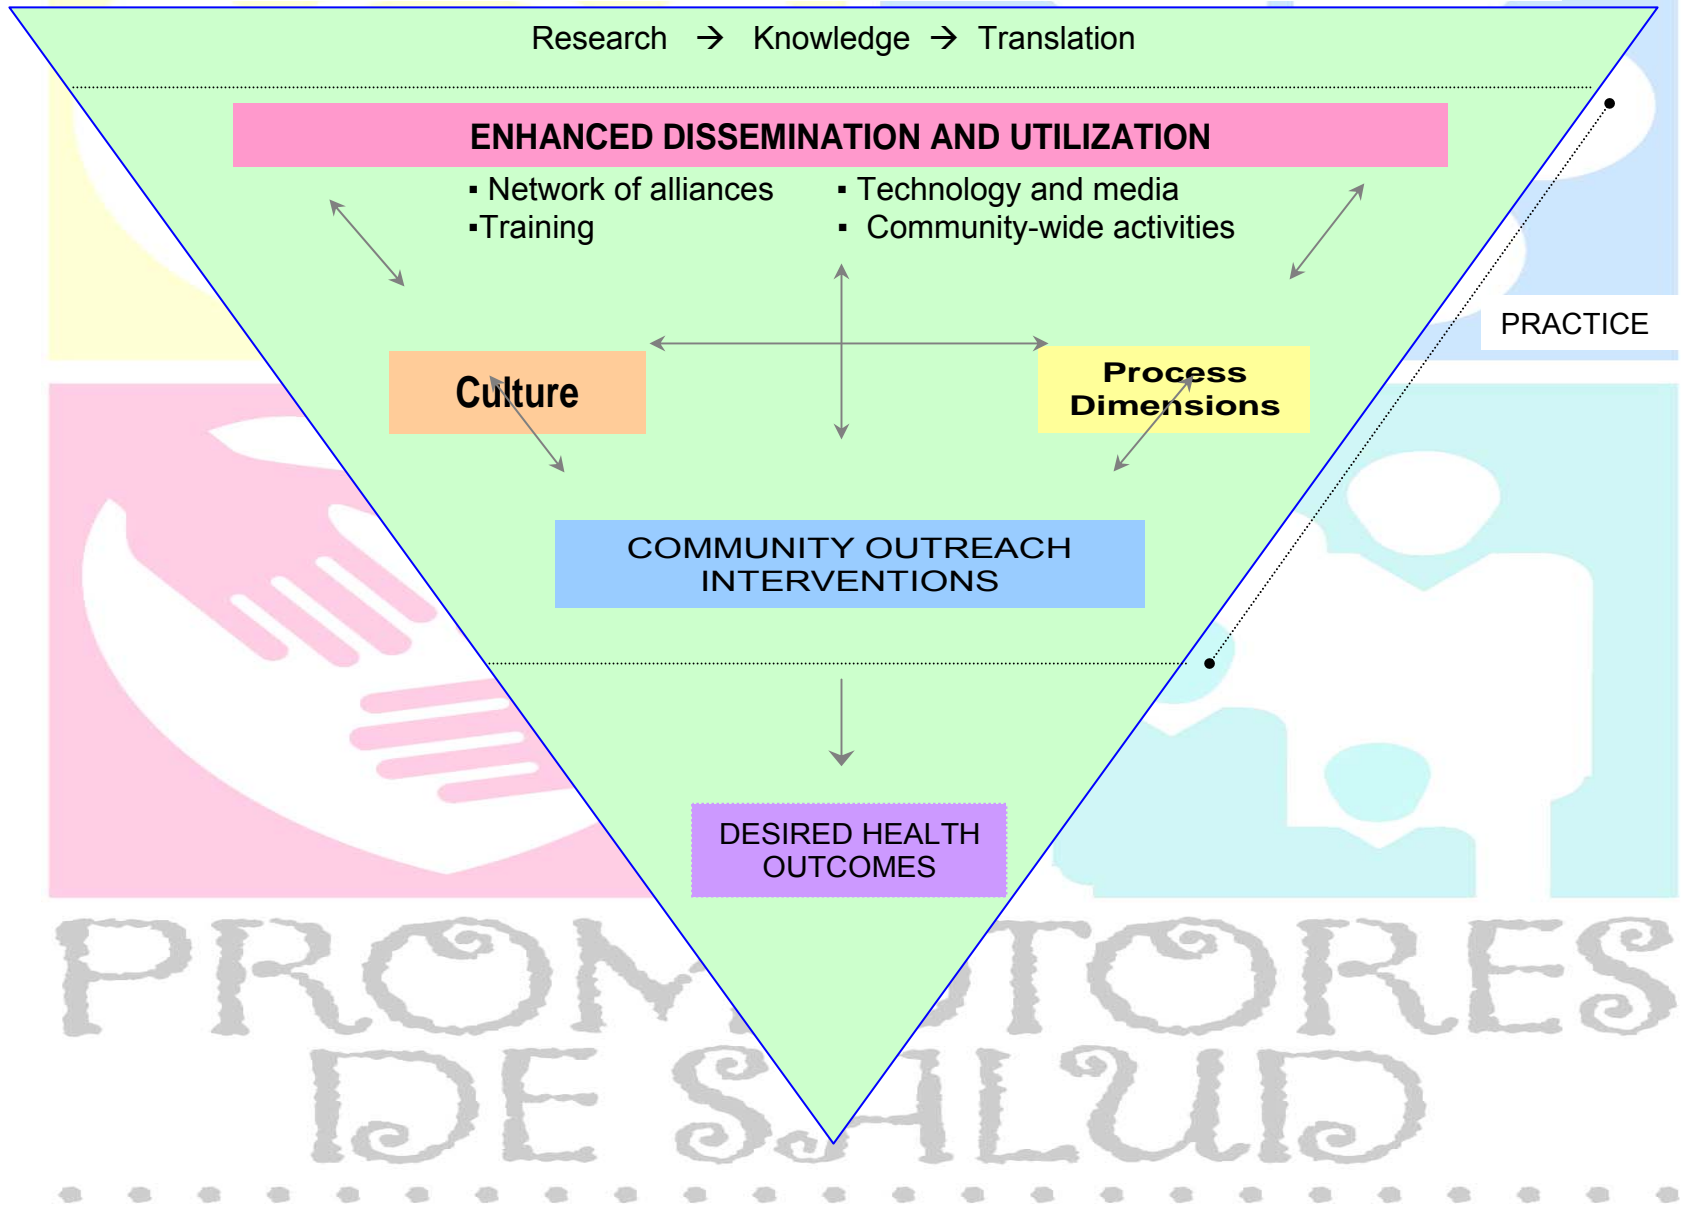 Research → Knowledge → Translation
ENHANCED DISSEMINATION AND UTILIZATION
▪ Network of alliances ▪ Technology and media
▪Training ▪ Community-wide activities
PRACTICE
Culture
Process
Dimensions
COMMUNITY OUTREACH
INTERVENTIONS
DESIRED HEALTH
OUTCOMES
PROMOTORES
DE SALUD